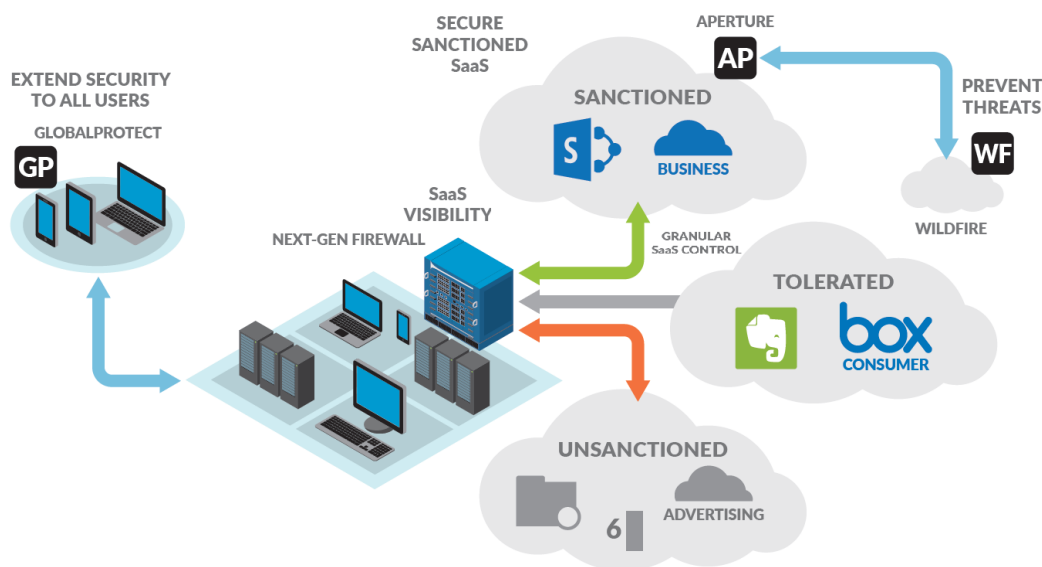 EXTEND SECURITY
TO ALL USERS
GLOBALPROTECT
GP
SECURE
SANCTIONED
SaaS
APERTURE
AP
SANCTIONED
S
BUSINESS
PREVENT
THREATS
WF
WILDFIRE
SaaS
VISIBILITY
NEXT-GEN FIREWALL
GRANULAR
SaaS CONTROL
TOLERATED
box
CONSUMER
UNSANCTIONED
6
ADVERTISING